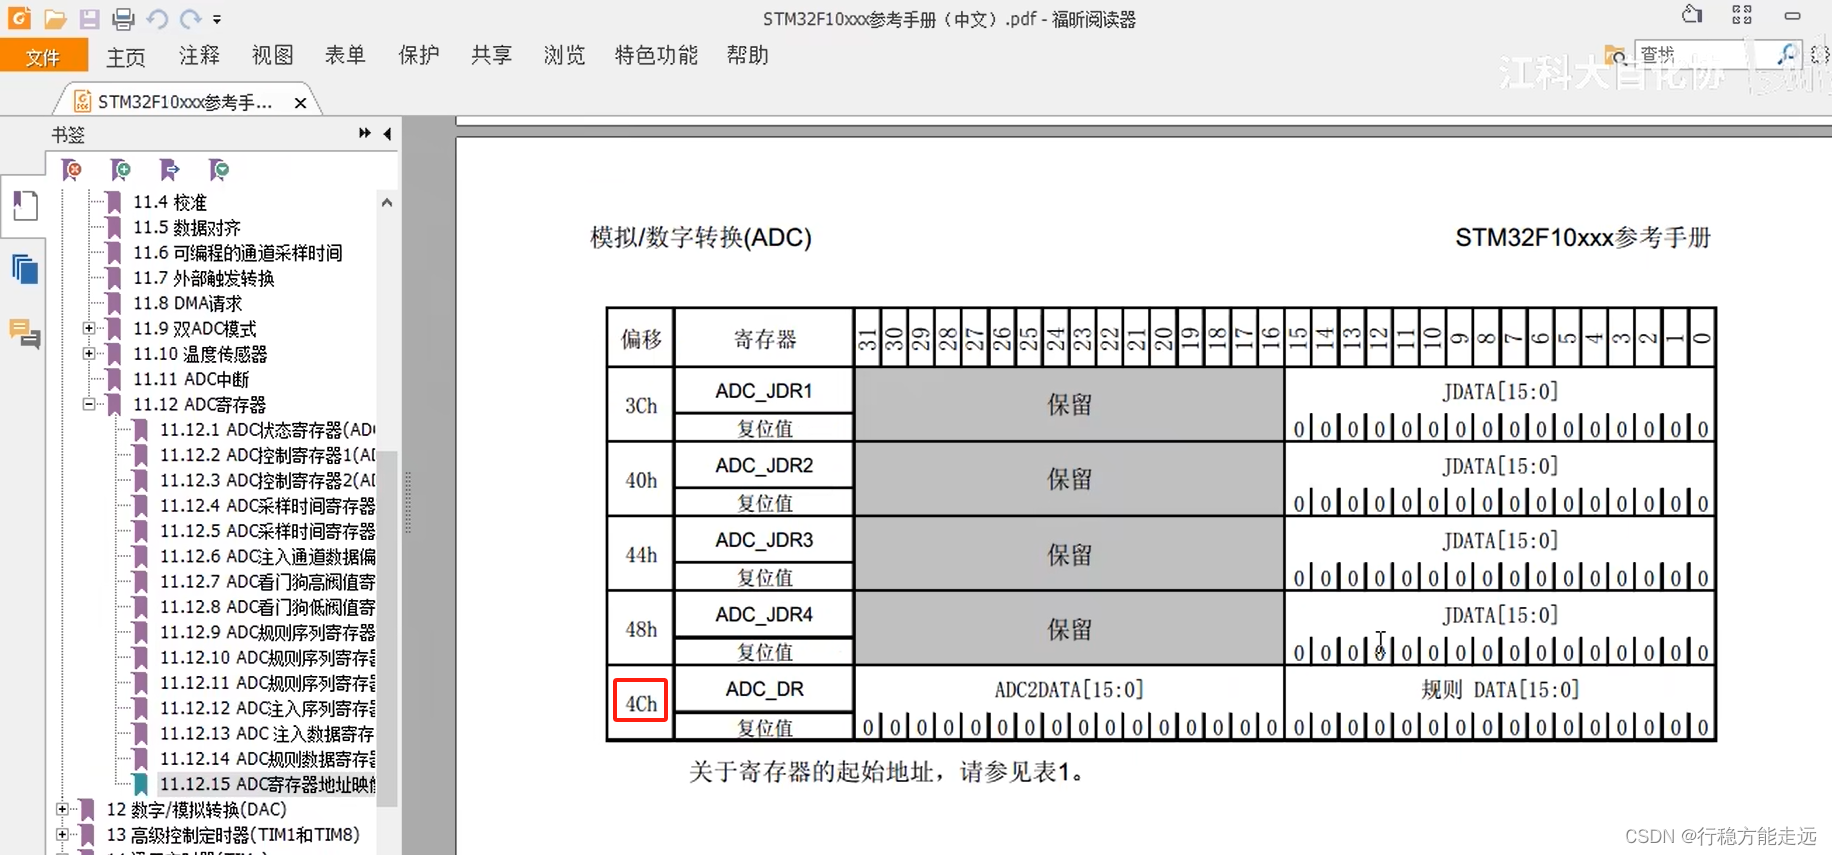 STM32F10xxx参考手册（中文）.pdf - 福昕阅读器
文件 主页 注释 视图 表单 保护 共享 浏览 特色功能 帮助
查找
江科大自化协
STM32F10xxx参考手...
书签
11.4 校准
11.5 数据对齐
11.6 可编程的通道采样时间
11.7 外部触发转换
11.8 DMA请求
11.9 双ADC模式
11.10 温度传感器
11.11 ADC中断
11.12 ADC寄存器
11.12.1 ADC状态寄存器(AD
11.12.2 ADC控制寄存器1(AD
11.12.3 ADC控制寄存器2(AD
11.12.4 ADC采样时间寄存器
11.12.5 ADC采样时间寄存器
11.12.6 ADC注入通道数据偏
11.12.7 ADC看门狗高阀值寄
11.12.8 ADC看门狗低阀值寄
11.12.9 ADC规则序列寄存器
11.12.10 ADC规则序列寄存器
11.12.11 ADC规则序列寄存器
11.12.12 ADC注入序列寄存器
11.12.13 ADC 注入数据寄存
11.12.14 ADC规则数据寄存器
11.12.15 ADC寄存器地址映像
12 数字/模拟转换(DAC)
13 高级控制定时器(TIM1和TIM8)
模拟/数字转换(ADC) STM32F10xxx参考手册
偏移 寄存器 31 30 29 28 27 26 25 24 23 22 21 20 19 18 17 16 15 14 13 12 11 10 9 8 7 6 5 4 3 2 1 0
3Ch ADC_JDR1 保留 JDATA[15:0]
复位值 0 0 0 0 0 0 0 0 0 0 0 0 0 0 0 0
40h ADC_JDR2 保留 JDATA[15:0]
复位值 0 0 0 0 0 0 0 0 0 0 0 0 0 0 0 0
44h ADC_JDR3 保留 JDATA[15:0]
复位值 0 0 0 0 0 0 0 0 0 0 0 0 0 0 0 0
48h ADC_JDR4 保留 JDATA[15:0]
复位值 0 0 0 0 0 0 0 0 0 0 0 0 0 0 0 0
4Ch ADC_DR ADC2DATA[15:0] 规则 DATA[15:0]
复位值 0 0 0 0 0 0 0 0 0 0 0 0 0 0 0 0 0 0 0 0 0 0 0 0 0 0 0 0 0 0 0 0
关于寄存器的起始地址，请参见表1。
CSDN @行稳方能走远